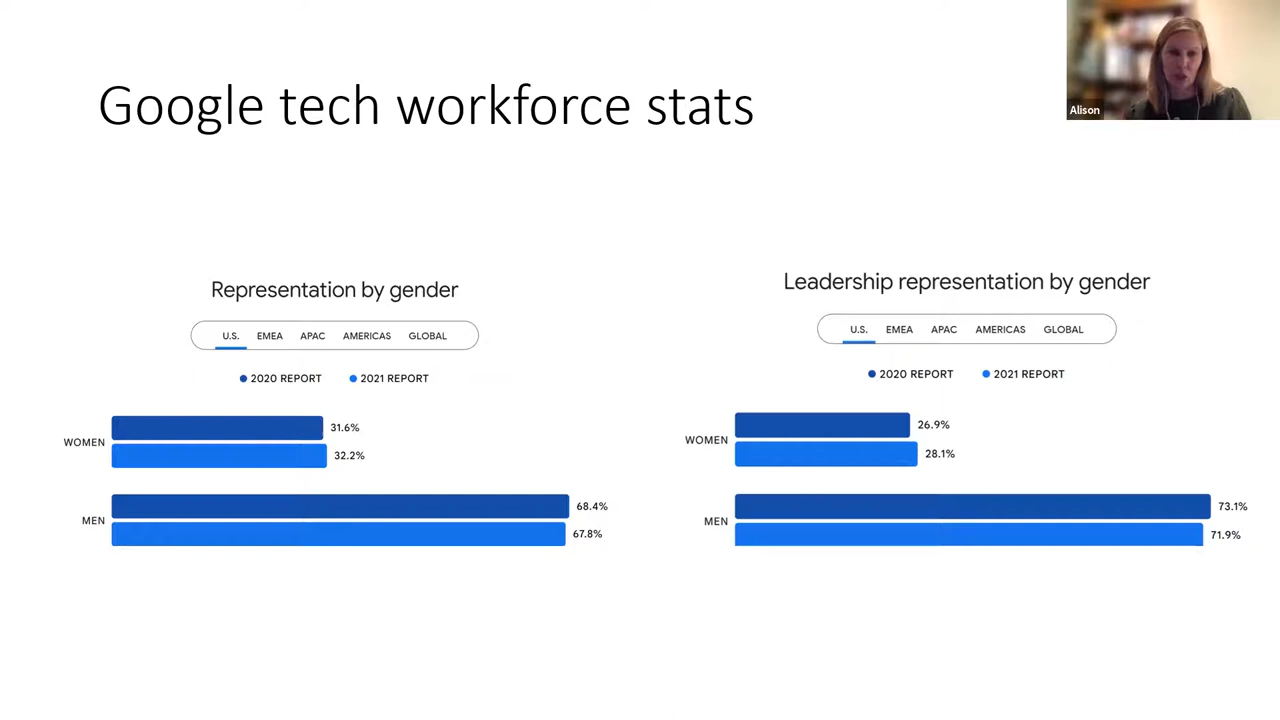 Alison
Google tech workforce stats
Representation by gender
U.S. EMEA APAC AMERICAS GLOBAL
2020 REPORT 2021 REPORT
WOMEN
31.6%
32.2%
MEN
68.4%
67.8%
Leadership representation by gender
U.S. EMEA APAC AMERICAS GLOBAL
2020 REPORT 2021 REPORT
WOMEN
26.9%
28.1%
MEN
73.1%
71.9%